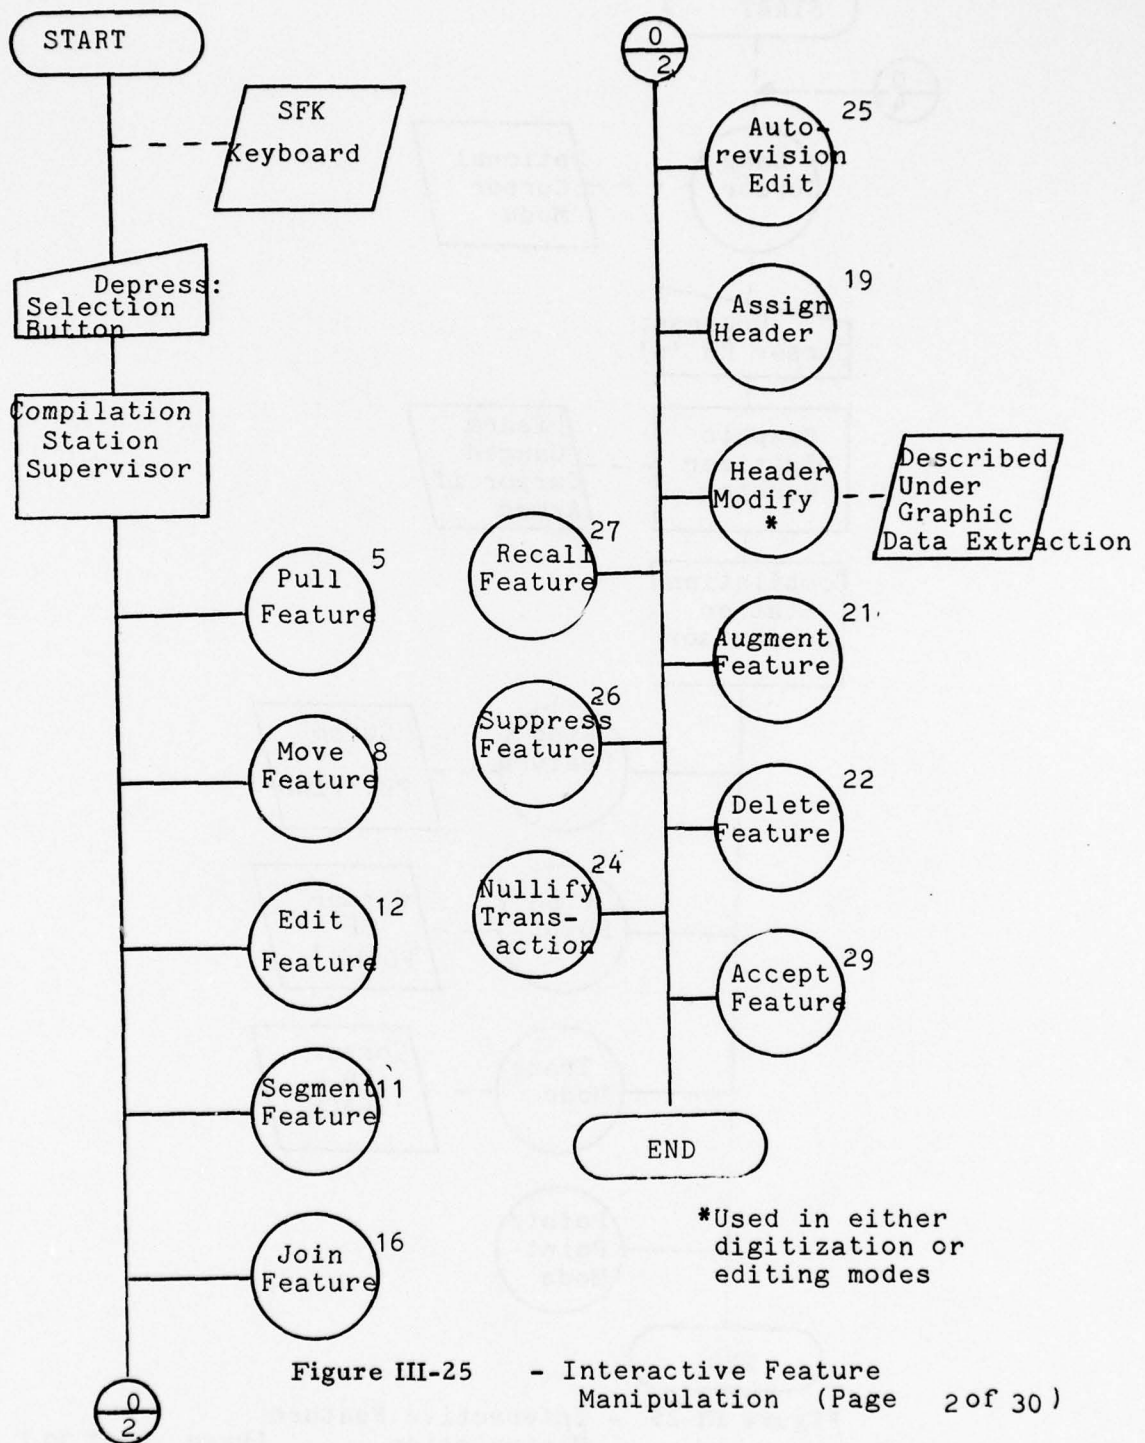 START
SFK
Keyboard
Depress:
Selection
Button
Compilation
Station
Supervisor
5
Pull
Feature
8
Move
Feature
12
Edit
Feature
11
Segment
Feature
16
Join
Feature
0
2
0
2
25
Auto-
revision
Edit
19
Assign
Header
Header
Modify
*
Described
Under
Graphic
Data Extraction
27
Recall
Feature
21
Augment
Feature
26
Suppress
Feature
22
Delete
Feature
24
Nullify
Trans-
action
29
Accept
Feature
END
*Used in either
digitization or
editing modes
Figure III-25 - Interactive Feature
Manipulation (Page 2 of 30)